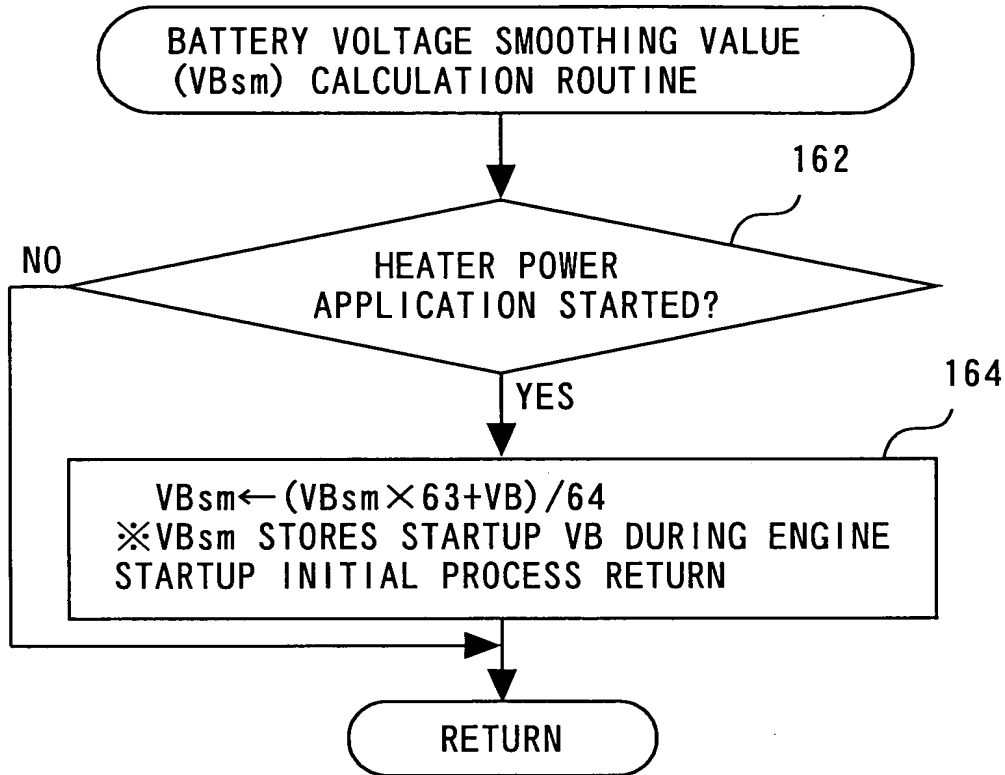 BATTERY VOLTAGE SMOOTHING VALUE
(VBsm) CALCULATION ROUTINE
162
HEATER POWER
APPLICATION STARTED?
NO
YES
164
VBsm←(VBsm×63+VB)/64
※VBsm STORES STARTUP VB DURING ENGINE
STARTUP INITIAL PROCESS RETURN
RETURN